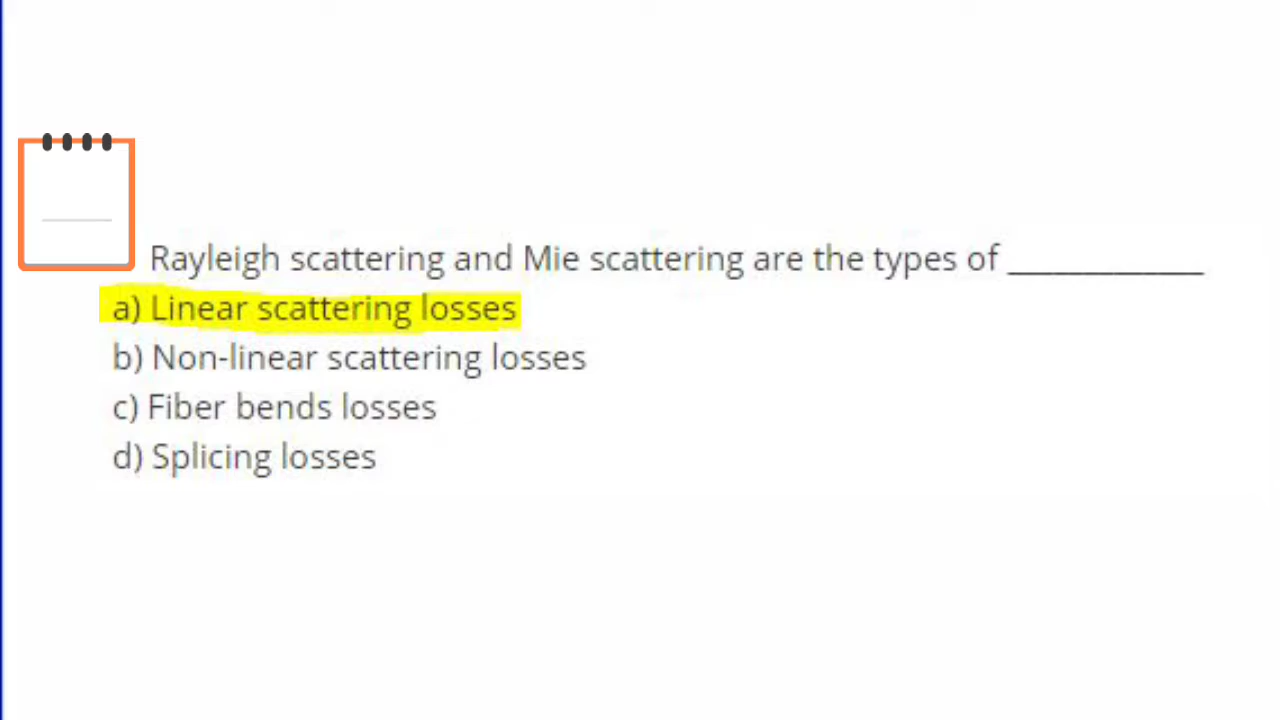 Rayleigh scattering and Mie scattering are the types of _____________
a) Linear scattering losses
b) Non-linear scattering losses
c) Fiber bends losses
d) Splicing losses